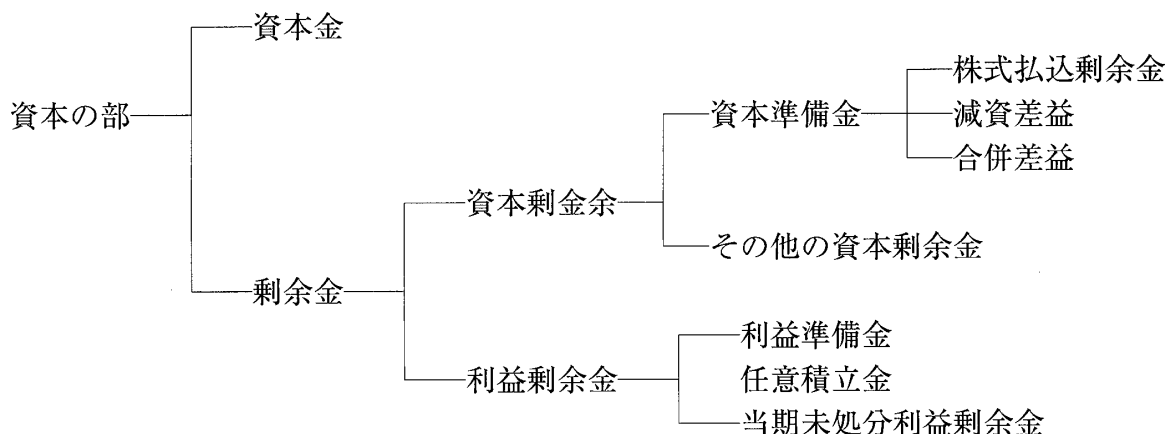 資本の部
資本金
剰余金
資本剰金余
資本準備金
株式払込剰余金
減資差益
合併差益
その他の資本剰余金
利益剰余金
利益準備金
任意積立金
当期未処分利益剰余金